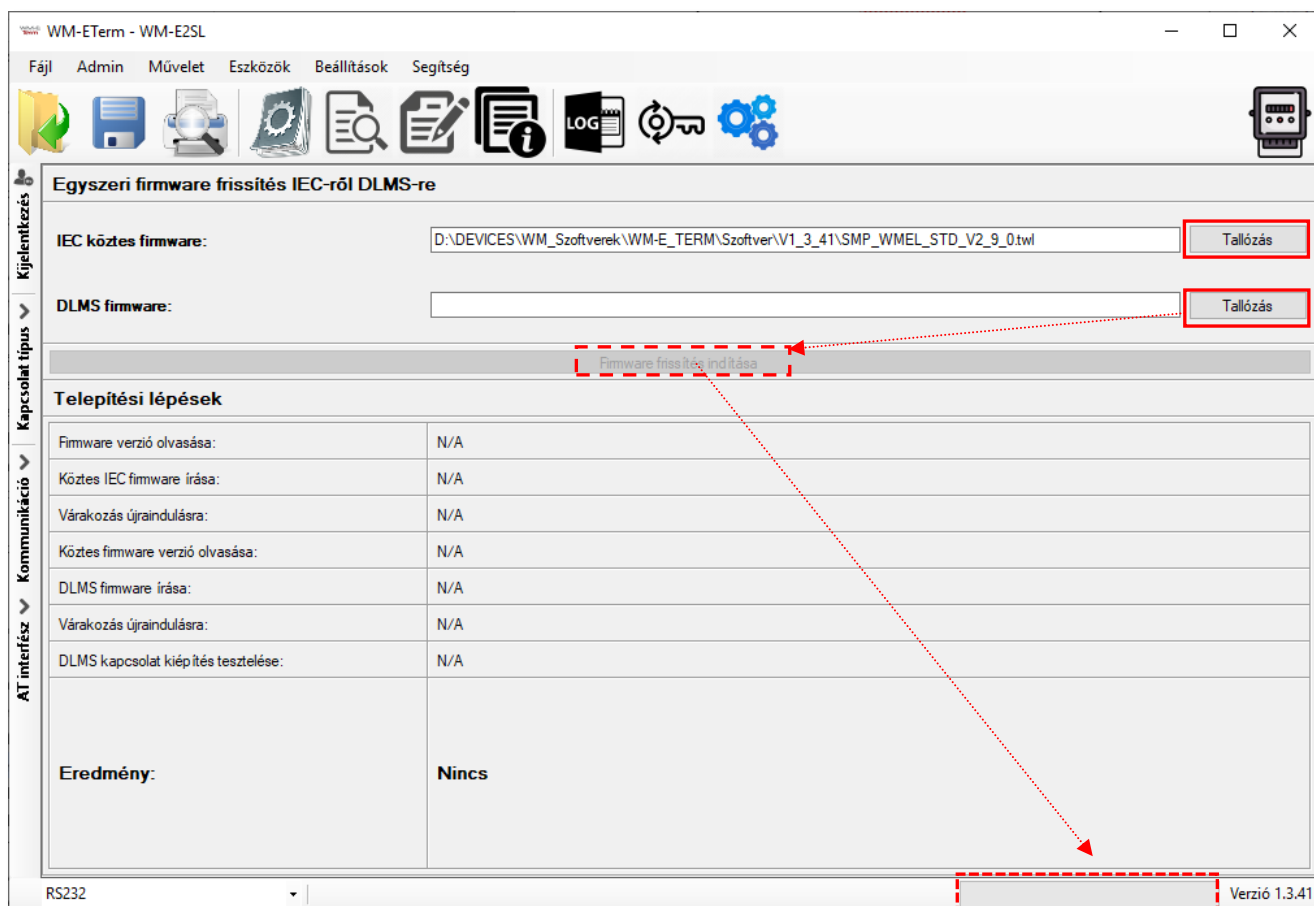 WM-ETerm - WM-E2SL
Fájl Admin Művelet Eszközök Beállítások Segítség
LOG
Kijelentkezés
Kapcsolat típus
Kommunikáció
AT interfész
Egyszeri firmware frissítés IEC-ről DLMS-re
IEC köztes firmware: D:\DEVICES\WM_Szoftverek\WM-E_TERM\Szoftver\V1_3_41\SMP_WMEL_STD_V2_9_0.twl Tallózás
DLMS firmware: Tallózás
Firmware frissítés indítása
Telepítési lépések
Firmware verzió olvasása: N/A
Köztes IEC firmware írása: N/A
Várakozás újraindulásra: N/A
Köztes firmware verzió olvasása: N/A
DLMS firmware írása: N/A
Várakozás újraindulásra: N/A
DLMS kapcsolat kiépítés tesztelése: N/A
Eredmény: Nincs
RS232 Verzió 1.3.41